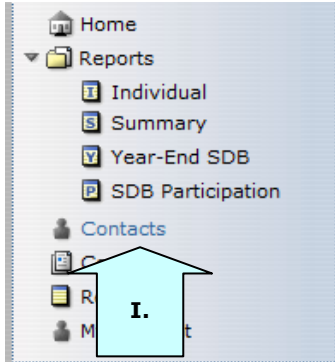 Home
Reports
I Individual
S Summary
Y Year-End SDB
P SDB Participation
Contacts
I.